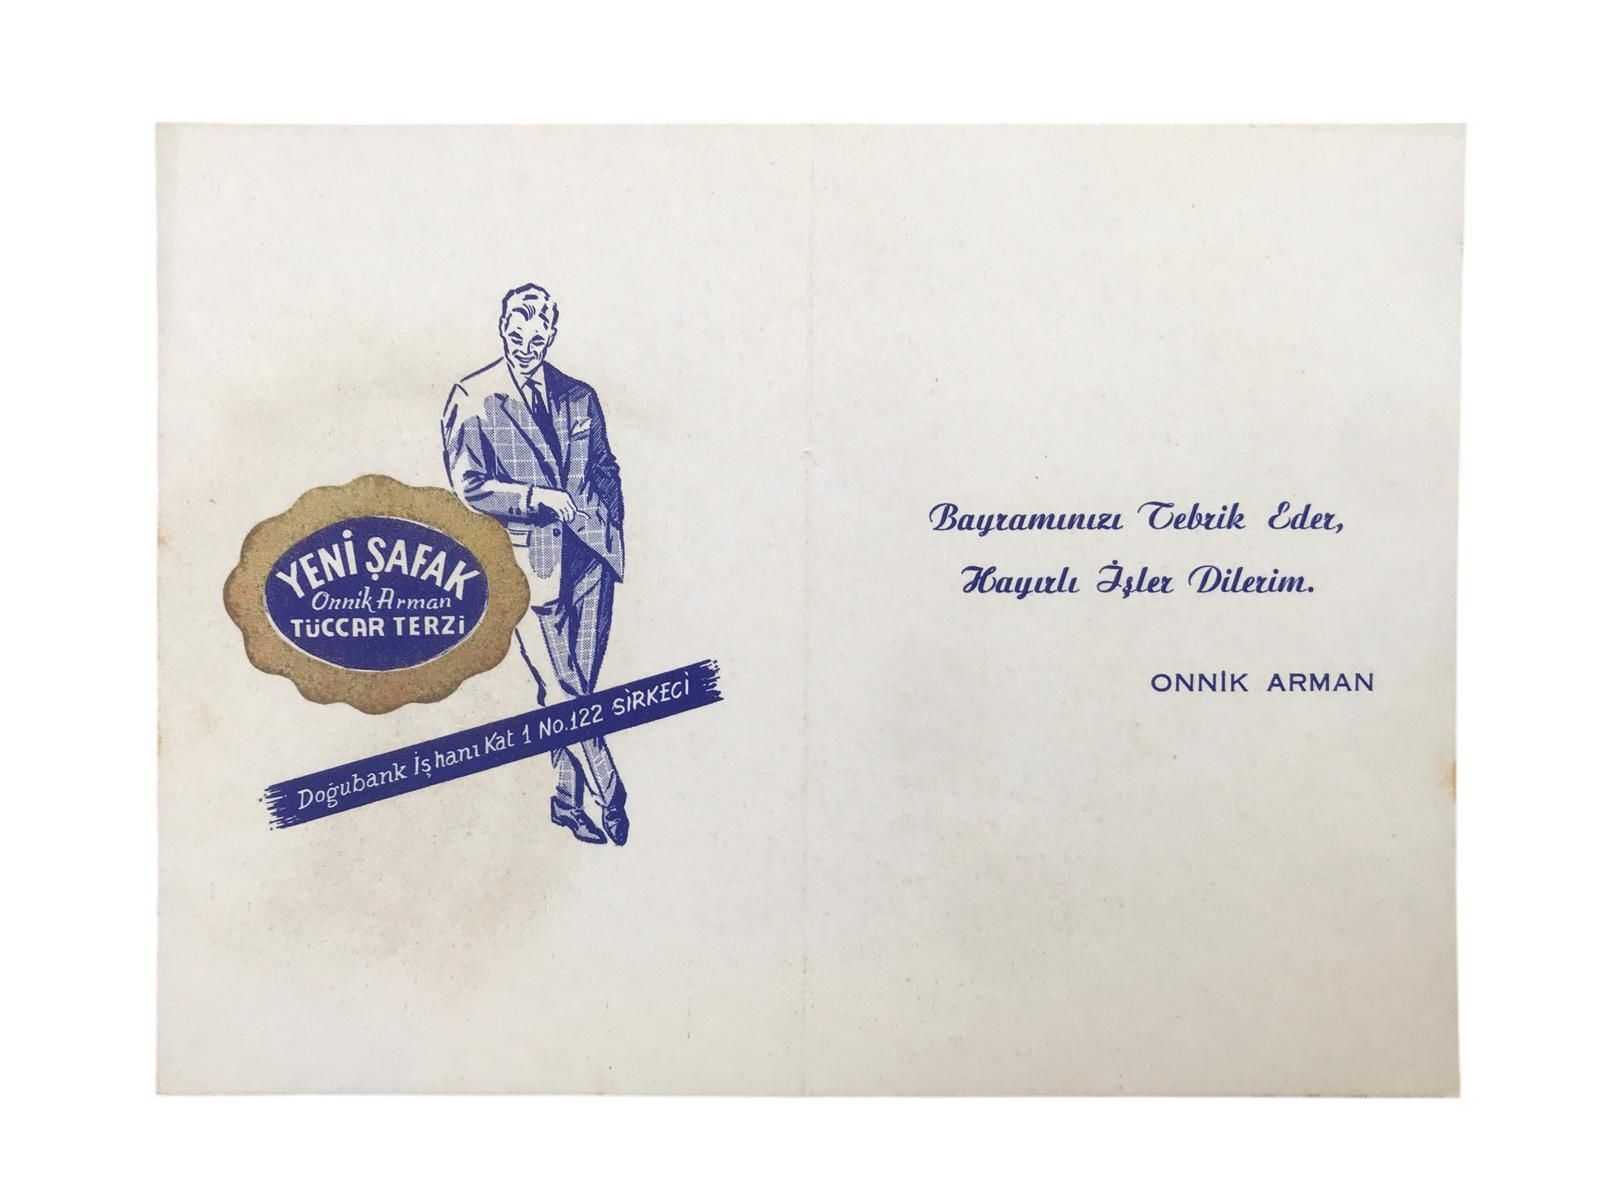 YENİ ŞAFAK
Onnik Arman
TÜCCAR TERZİ
Doğubank İşhanı Kat 1 No.122 SİRKECİ
Bayramınızı Tebrik Eder,
Hayırlı İşler Dilerim.
ONNİK ARMAN